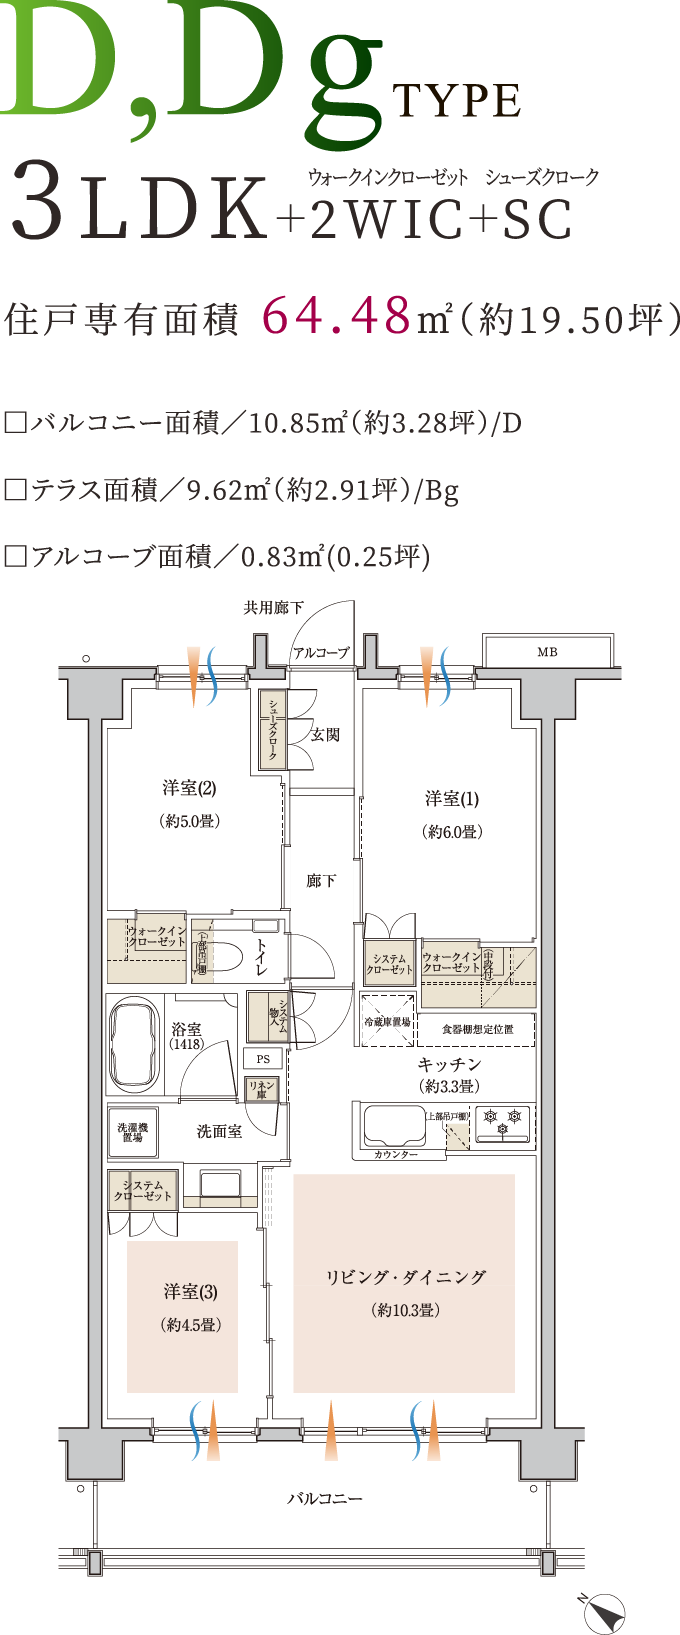 D,Dg TYPE
ウォークインクローゼット シューズクローク
3LDK+2WIC+SC
住戸専有面積 64.48㎡(約19.50坪)
□バルコニー面積／10.85㎡(約3.28坪)/D
□テラス面積／9.62㎡(約2.91坪)/Bg
□アルコーブ面積／0.83㎡(0.25坪)
共用廊下
アルコーブ
MB
シューズクローク
玄関
洋室(2)
(約5.0畳)
洋室(1)
(約6.0畳)
廊下
ウォークイン
クローゼット
(上部吊戸棚)
トイレ
システム
クローゼット
ウォークイン
クローゼット
(中段付)
浴室
(1418)
システム
物入
冷蔵庫置場
食器棚想定位置
PS
キッチン
(約3.3畳)
リネン
庫
洗濯機
置場
洗面室
(上部吊戸棚)
カウンター
システム
クローゼット
洋室(3)
(約4.5畳)
リビング・ダイニング
(約10.3畳)
バルコニー
N